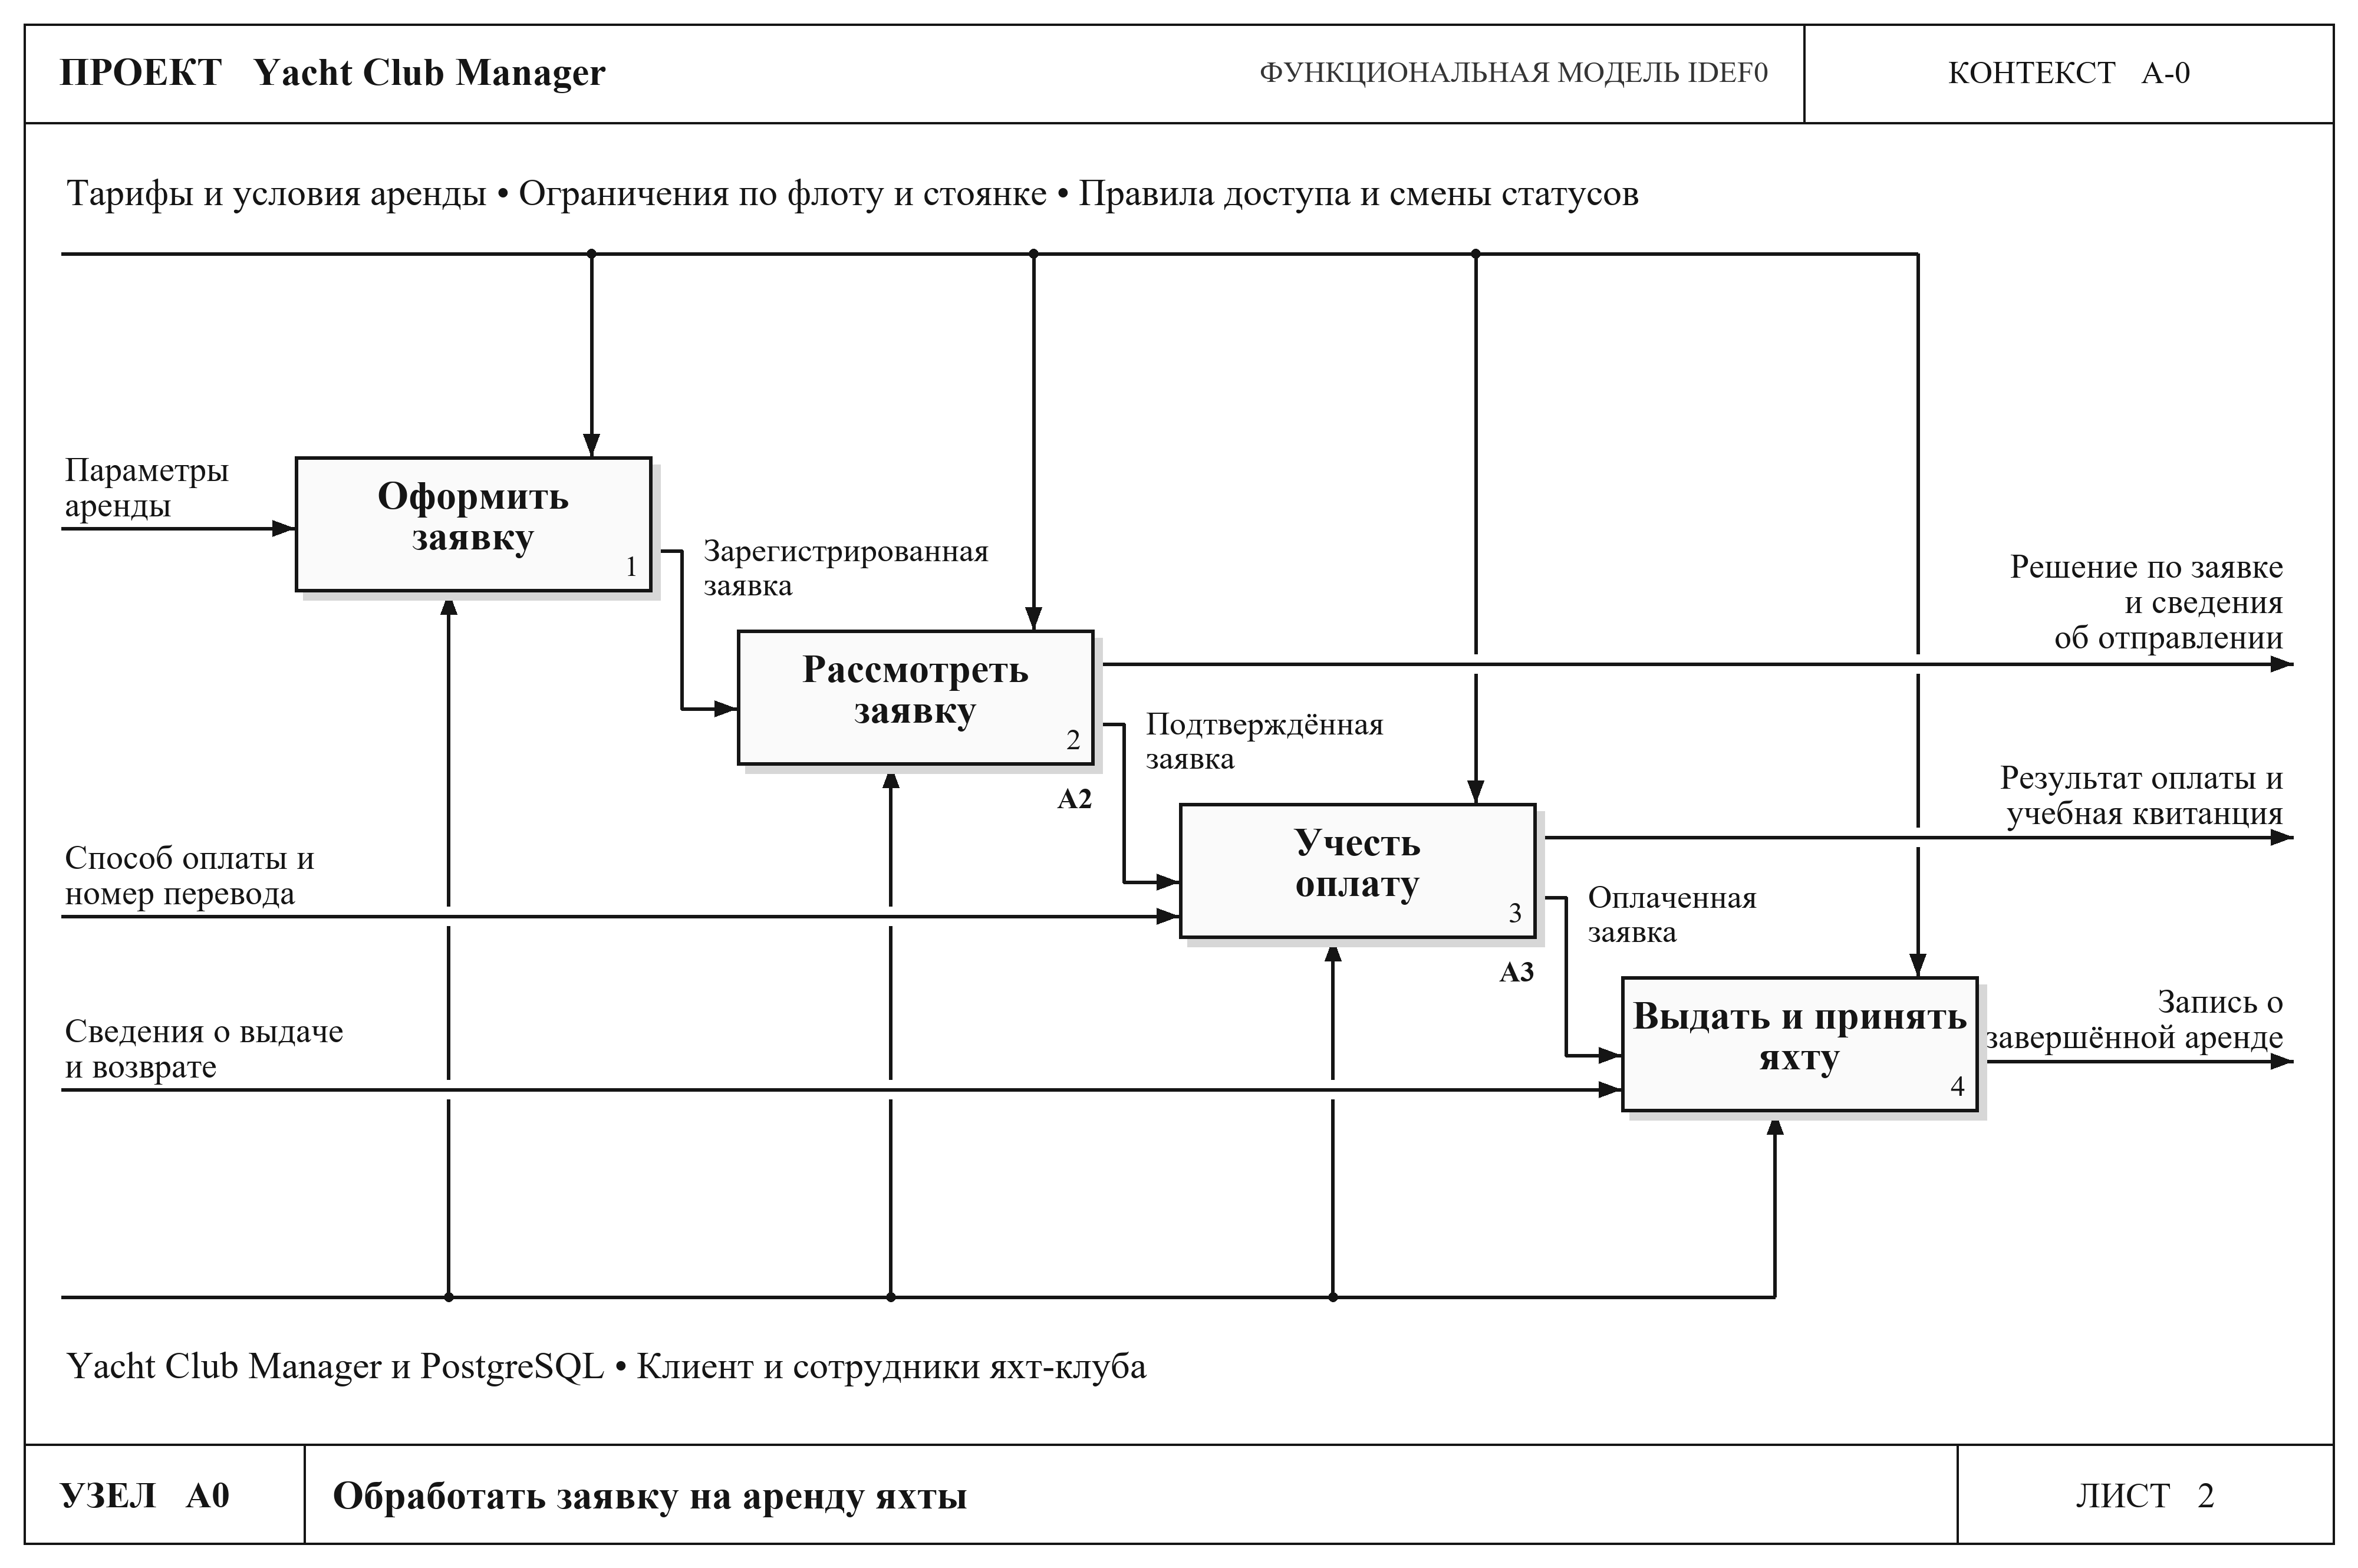 ПРОЕКТ Yacht Club Manager
ФУНКЦИОНАЛЬНАЯ МОДЕЛЬ IDEF0
КОНТЕКСТ A-0
Тарифы и условия аренды • Ограничения по флоту и стоянке • Правила доступа и смены статусов
Параметры
аренды
Оформить
заявку
1
Зарегистрированная
заявка
Решение по заявке
и сведения
об отправлении
Рассмотреть
заявку
2
A2
Подтверждённая
заявка
Результат оплаты и
учебная квитанция
Способ оплаты и
номер перевода
Учесть
оплату
3
A3
Оплаченная
заявка
Сведения о выдаче
и возврате
Выдать и принять
яхту
4
Запись о
завершённой аренде
Yacht Club Manager и PostgreSQL • Клиент и сотрудники яхт-клуба
УЗЕЛ A0
Обработать заявку на аренду яхты
ЛИСТ 2